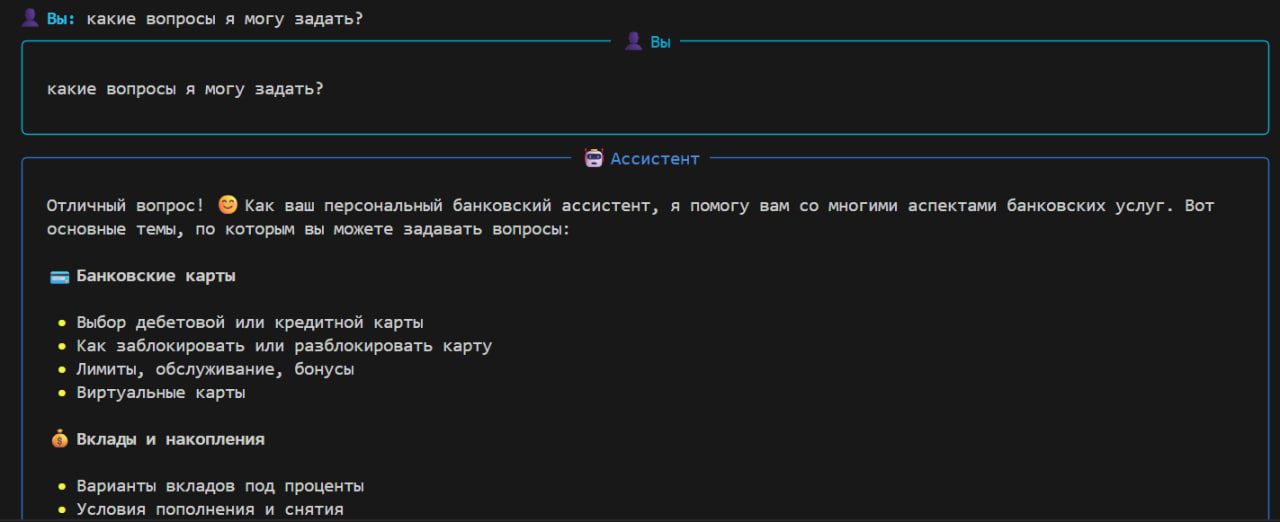 Вы: какие вопросы я могу задать?
Вы
какие вопросы я могу задать?
Ассистент
Отличный вопрос! 😊 Как ваш персональный банковский ассистент, я помогу вам со многими аспектами банковских услуг. Вот
основные темы, по которым вы можете задавать вопросы:
Банковские карты
• Выбор дебетовой или кредитной карты
• Как заблокировать или разблокировать карту
• Лимиты, обслуживание, бонусы
• Виртуальные карты
Вклады и накопления
• Варианты вкладов под проценты
• Условия пополнения и снятия